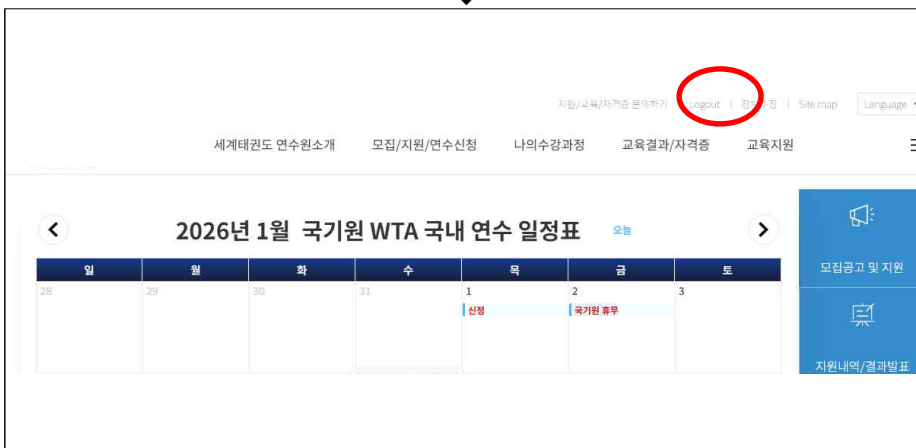 지원/교육/자격증 문의하기 | Logout | 정보수정 | Site map Language
세계태권도 연수원소개 모집/지원/연수신청 나의수강과정 교육결과/자격증 교육지원
2026년 1월 국기원 WTA 국내 연수 일정표 오늘
일 월 화 수 목 금 토
28 29 30 31 1 2 3
신정 국기원 휴무
모집공고 및 지원
지원내역/결과발표